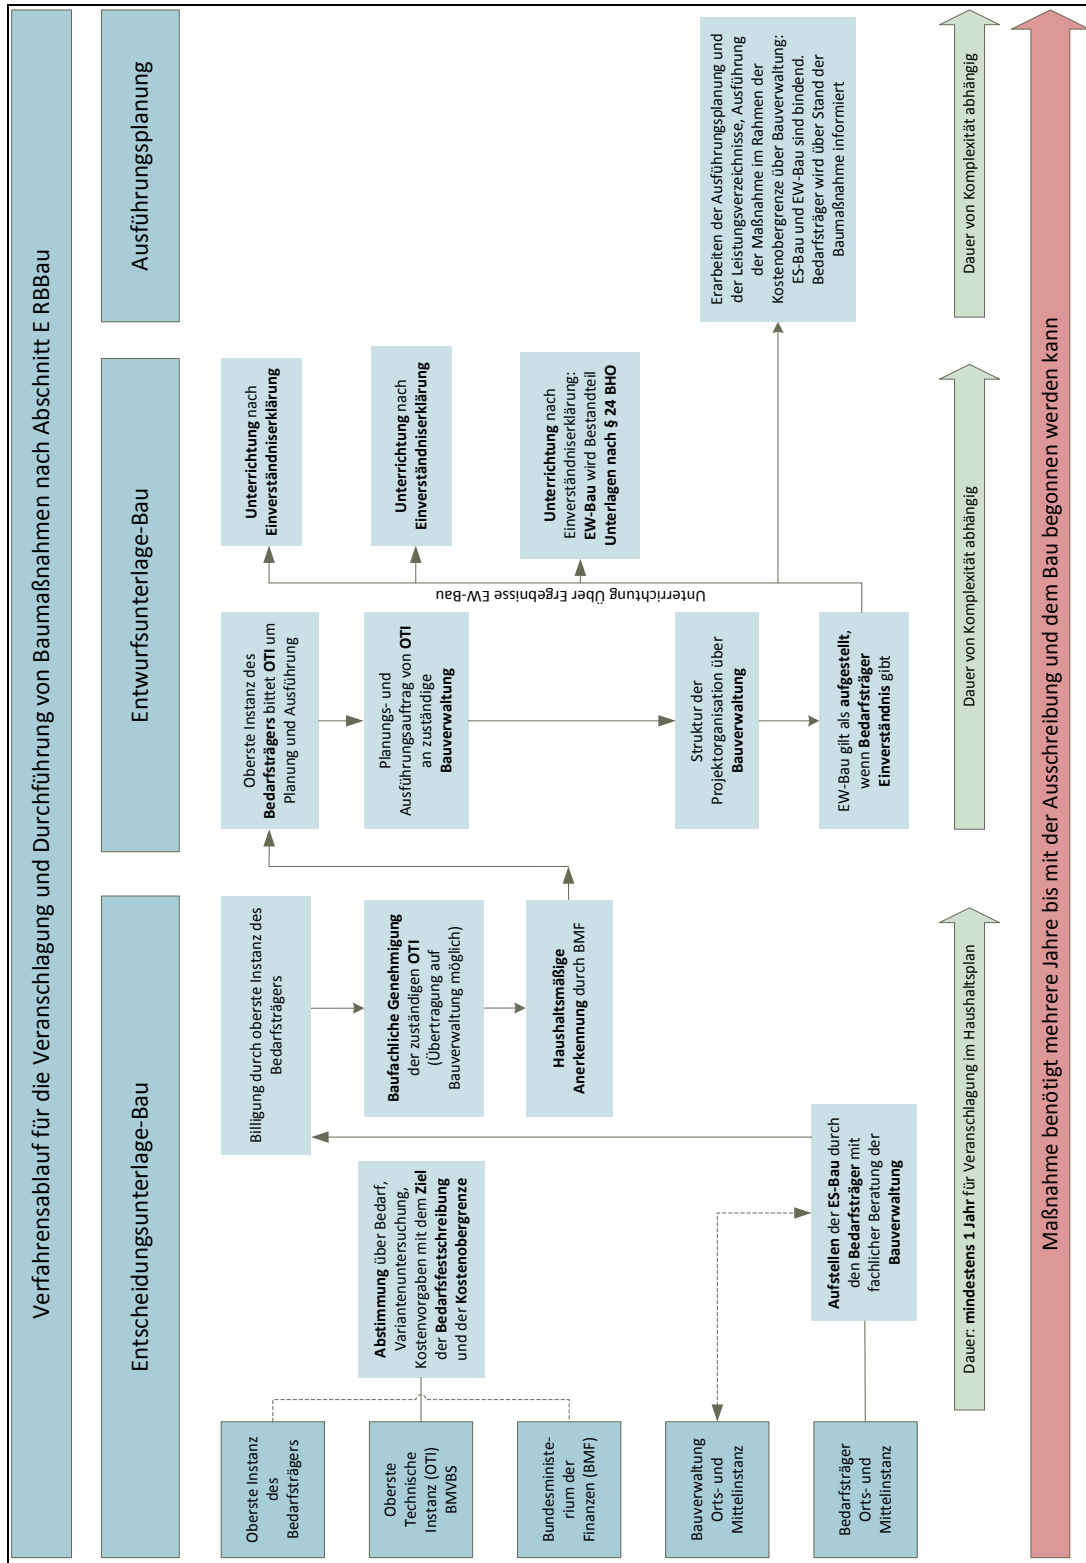 Verfahrensablauf für die Veranschlagung und Durchführung von Baumaßnahmen nach Abschnitt E RBBau
Entscheidungsunterlage-Bau
Entwurfsunterlage-Bau
Ausführungsplanung
Oberste Instanz
des
Bedarfsträgers
Oberste
Technische
Instanz (OTI)
BMVBS
Bundesministe-
rium der
Finanzen (BMF)
Bauverwaltung
Orts- und
Mittelinstanz
Bedarfsträger
Orts- und
Mittelinstanz
Abstimmung über Bedarf,
Variantenuntersuchung,
Kostenvorgaben mit dem Ziel
der Bedarfsfestschreibung
und der Kostenobergrenze
Aufstellen der ES-Bau durch
den Bedarfsträger mit
fachlicher Beratung der
Bauverwaltung
Billigung durch oberste Instanz des
Bedarfsträgers
Baufachliche Genehmigung
der zuständigen OTI
(Übertragung auf
Bauverwaltung möglich)
Haushaltsmäßige
Anerkennung durch BMF
Oberste Instanz des
Bedarfsträgers bittet OTI um
Planung und Ausführung
Planungs- und
Ausführungsauftrag von OTI
an zuständige
Bauverwaltung
Struktur der
Projektorganisation über
Bauverwaltung
EW-Bau gilt als aufgestellt,
wenn Bedarfsträger
Einverständnis gibt
Unterrichtung Über Ergebnisse EW-Bau
Unterrichtung nach
Einverständniserklärung
Unterrichtung nach
Einverständniserklärung
Unterrichtung nach
Einverständniserklärung:
EW-Bau wird Bestandteil
Unterlagen nach § 24 BHO
Erarbeiten der Ausführungsplanung und
der Leistungsverzeichnisse, Ausführung
der Maßnahme im Rahmen der
Kostenobergrenze über Bauverwaltung:
ES-Bau und EW-Bau sind bindend.
Bedarfsträger wird über Stand der
Baumaßnahme informiert
Dauer: mindestens 1 Jahr für Veranschlagung im Haushaltsplan
Dauer von Komplexität abhängig
Dauer von Komplexität abhängig
Maßnahme benötigt mehrere Jahre bis mit der Ausschreibung und dem Bau begonnen werden kann